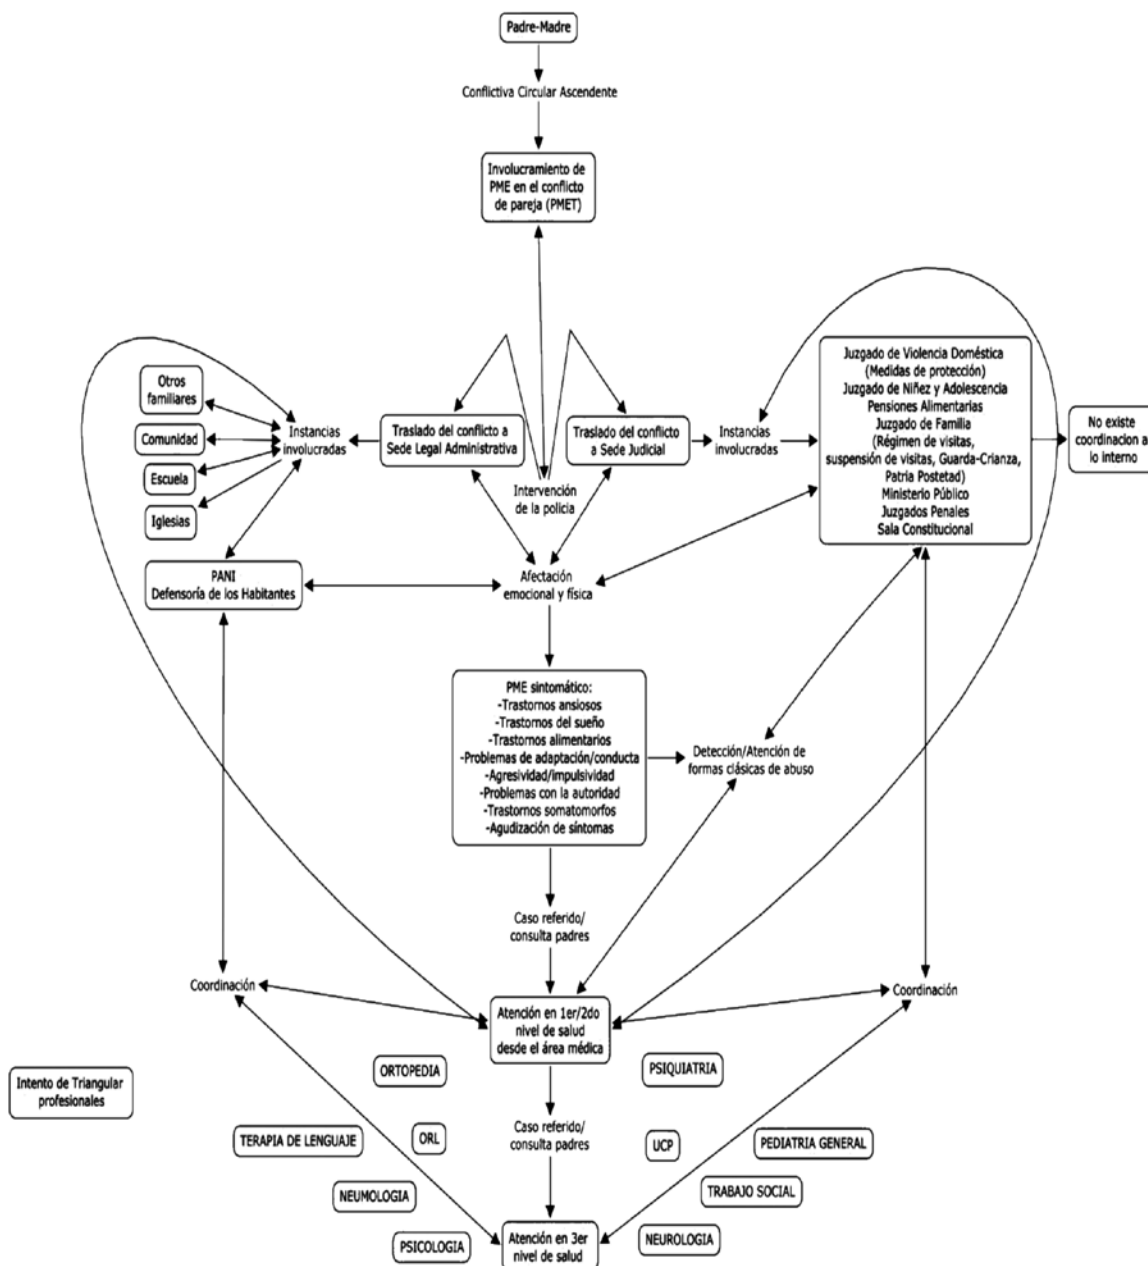 Padre-Madre
Conflictiva Circular Ascendente
Involucramiento de
PME en el conflicto
de pareja (PMET)
Otros
familiares
Comunidad
Escuela
Iglesias
Instancias
involucradas
Traslado del conflicto a
Sede Legal Administrativa
Traslado del conflicto
a Sede Judicial
Instancias
involucradas
Juzgado de Violencia Doméstica
(Medidas de protección)
Juzgado de Niñez y Adolescencia
Pensiones Alimentarias
Juzgado de Familia
(Régimen de visitas,
suspensión de visitas, Guarda-Crianza,
Patria Postetad)
Ministerio Público
Juzgados Penales
Sala Constitucional
No existe
coordinacion a
lo interno
Intervención
de la policia
PANI
Defensoría de los Habitantes
Afectación
emocional y física
PME sintomático:
-Trastornos ansiosos
-Trastornos del sueño
-Trastornos alimentarios
-Problemas de adaptación/conducta
-Agresividad/impulsividad
-Problemas con la autoridad
-Trastornos somatomorfos
-Agudización de síntomas
Detección/Atención de
formas clásicas de abuso
Caso referido/
consulta padres
Coordinación
Coordinación
Atención en 1er/2do
nivel de salud
desde el área médica
ORTOPEDIA
PSIQUIATRIA
Intento de Triangular
profesionales
Caso referido/
consulta padres
TERAPIA DE LENGUAJE
ORL
UCP
PEDIATRIA GENERAL
NEUMOLOGIA
TRABAJO SOCIAL
PSICOLOGIA
Atención en 3er
nivel de salud
NEUROLOGIA